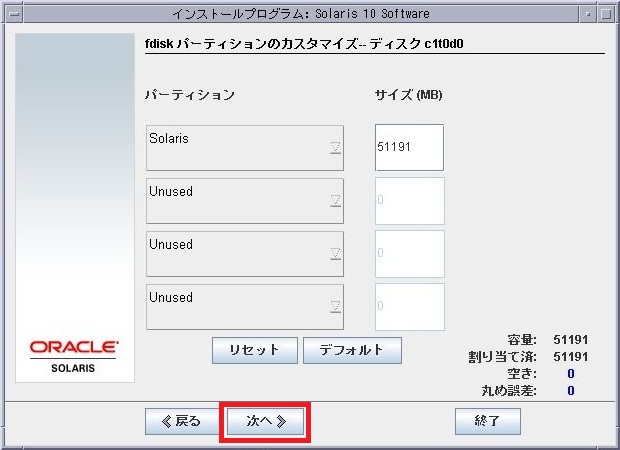 インストールプログラム: Solaris 10 Software
fdisk パーティションのカスタマイズ-- ディスク c1t0d0
パーティション サイズ (MB)
Solaris 51191
Unused 0
Unused 0
Unused 0
リセット デフォルト
容量: 51191
割り当て済: 51191
空き: 0
丸め誤差: 0
ORACLE
SOLARIS
戻る 次へ 終了